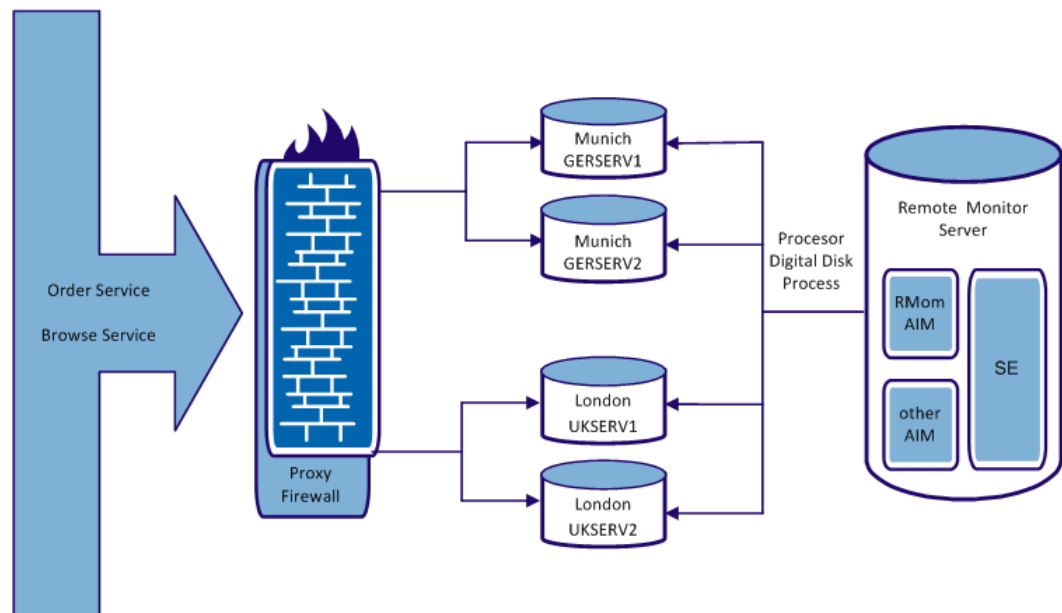 Order Service
Browse Service
Proxy
Firewall
Munich
GERSERV1
Munich
GERSERV2
London
UKSERV1
London
UKSERV2
Procesor
Digital Disk
Process
Remote Monitor
Server
RMom
AIM
other
AIM
SE